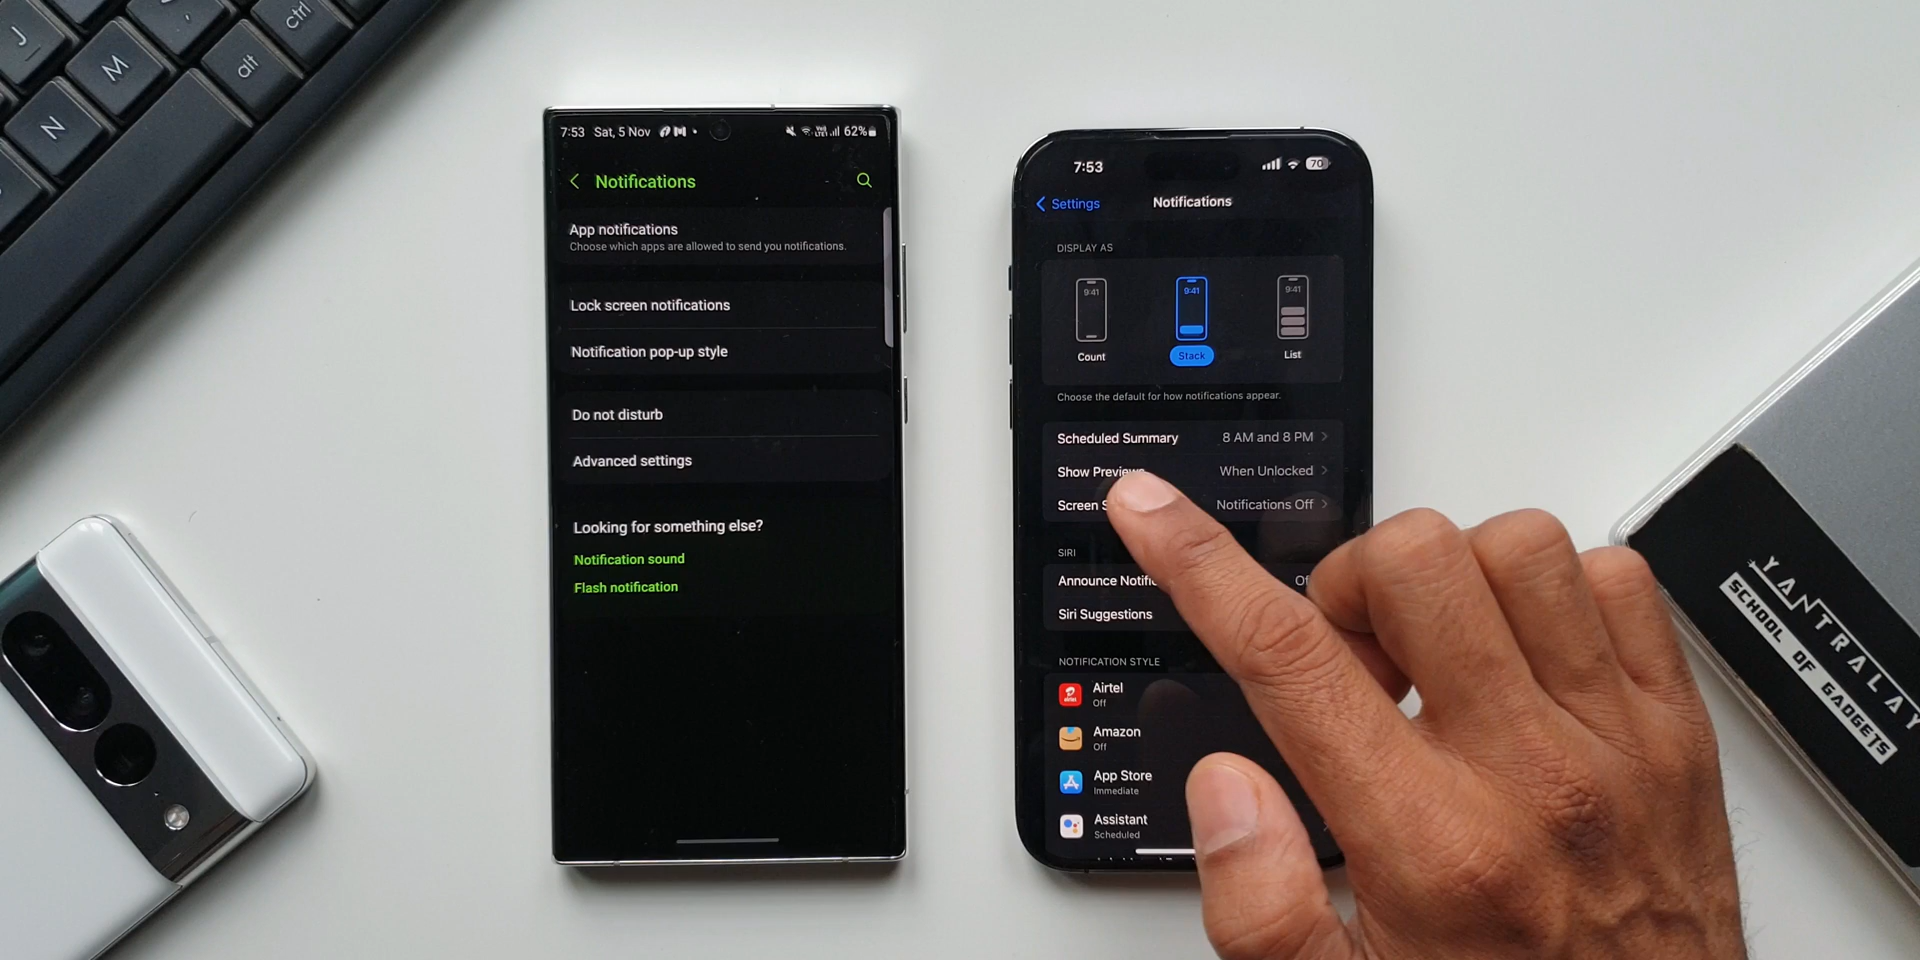 J
M
N
alt
ctrl
7:53 Sat, 5 Nov
62%
Notifications
App notifications
Choose which apps are allowed to send you notifications.
Lock screen notifications
Notification pop-up style
Do not disturb
Advanced settings
Looking for something else?
Notification sound
Flash notification
7:53
70
Settings
Notifications
DISPLAY AS
9:41
9:41
9:41
Count
Stack
List
Choose the default for how notifications appear.
Scheduled Summary 8 AM and 8 PM
Show Previews When Unlocked
Screen Notifications Off
SIRI
Announce
Siri Suggestions
NOTIFICATION STYLE
Airtel
Off
Amazon
Off
App Store
Immediate
Assistant
Scheduled
YANTRALAY
SCHOOL OF GADGETS